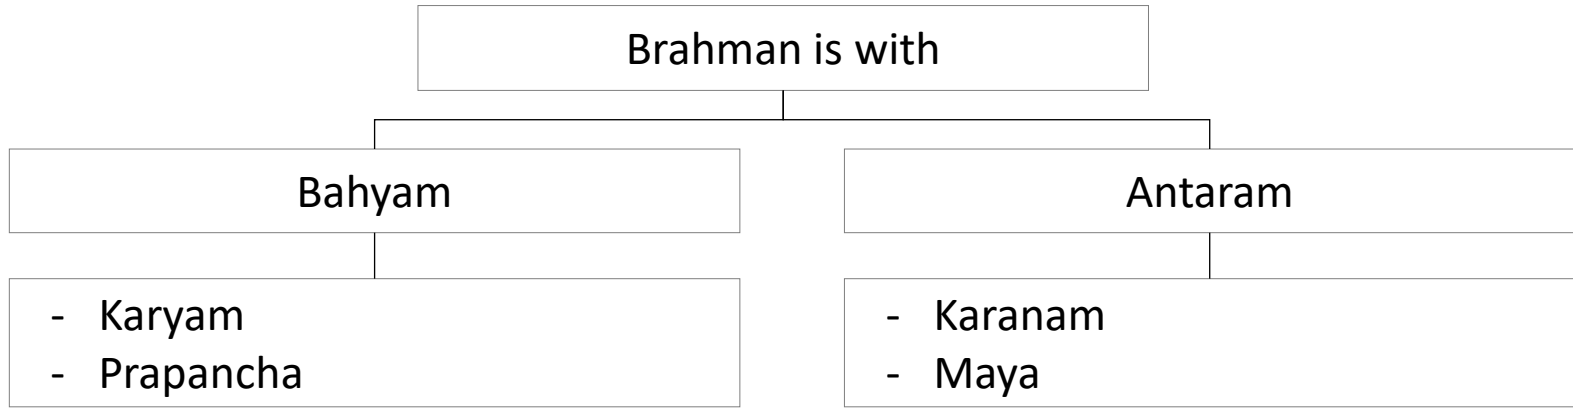 Brahman is with
Bahyam
Antaram
- Karyam
- Prapancha
- Karanam
- Maya